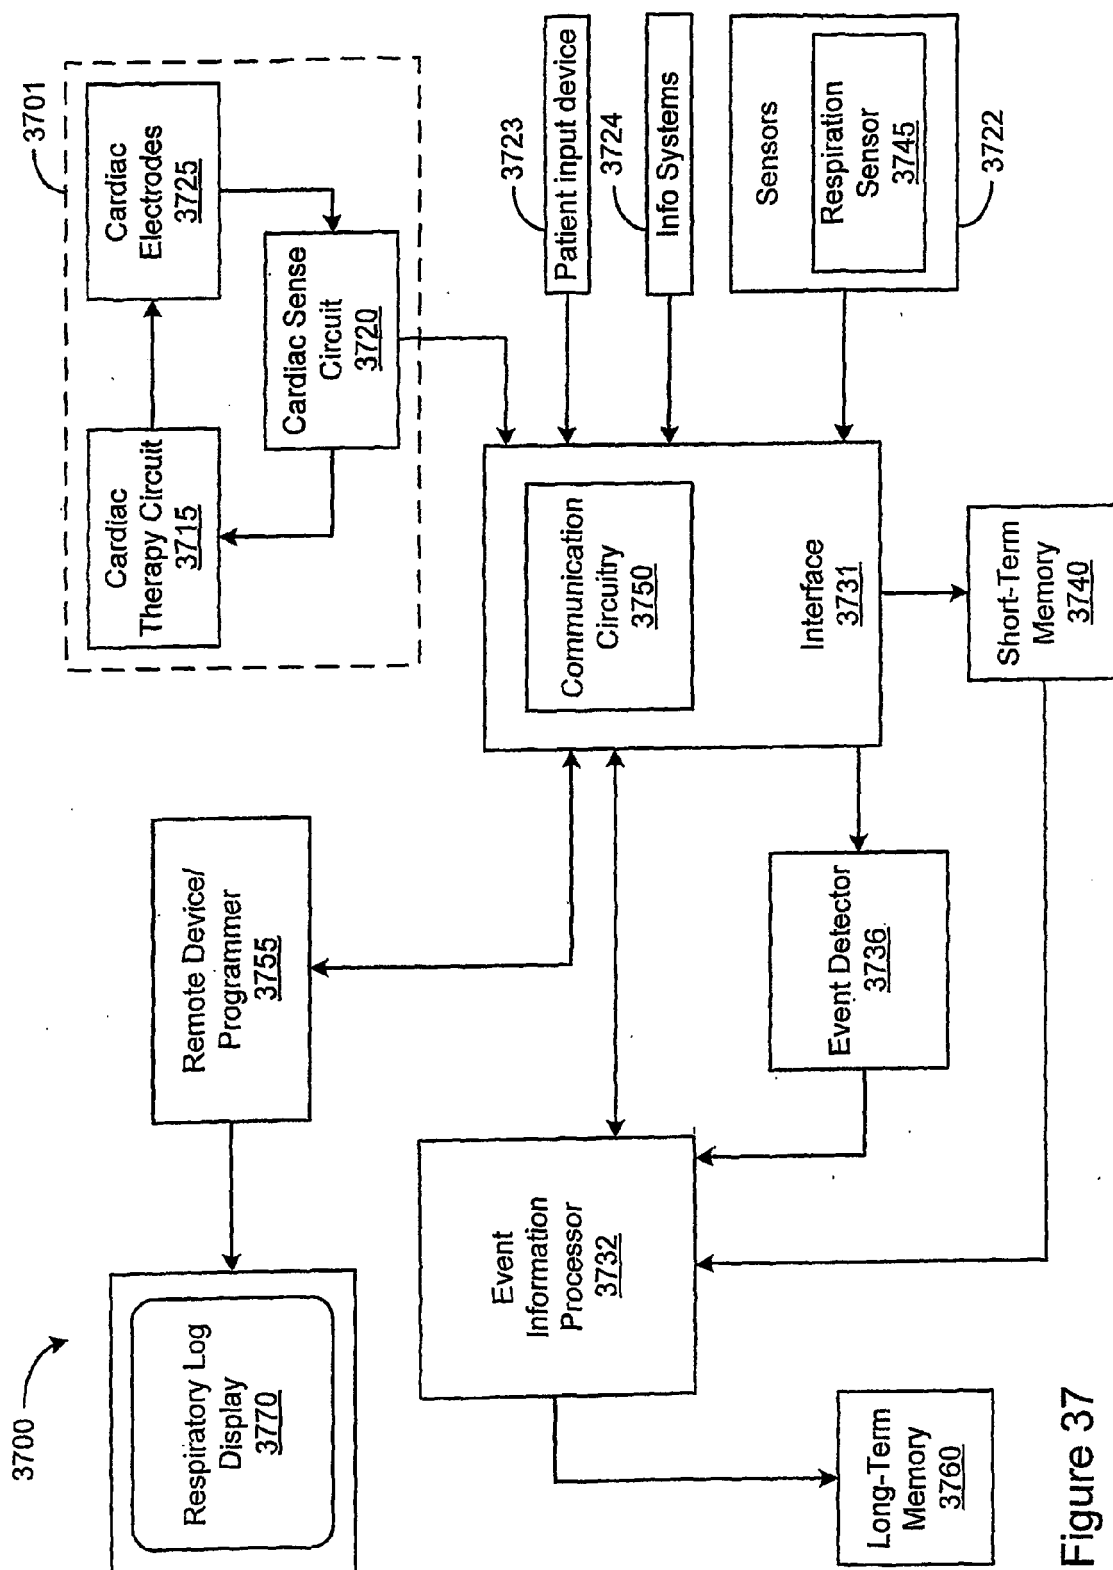 3700
Respiratory Log
Display
3770
Remote Device/
Programmer
3755
3701
Cardiac
Therapy Circuit
3715
Cardiac
Electrodes
3725
Cardiac Sense
Circuit
3720
3723
Patient input device
3724
Info Systems
Sensors
Respiration
Sensor
3745
3722
Communication
Circuitry
3750
Interface
3731
Event
Information
Processor
3732
Event Detector
3736
Short-Term
Memory
3740
Long-Term
Memory
3760
Figure 37